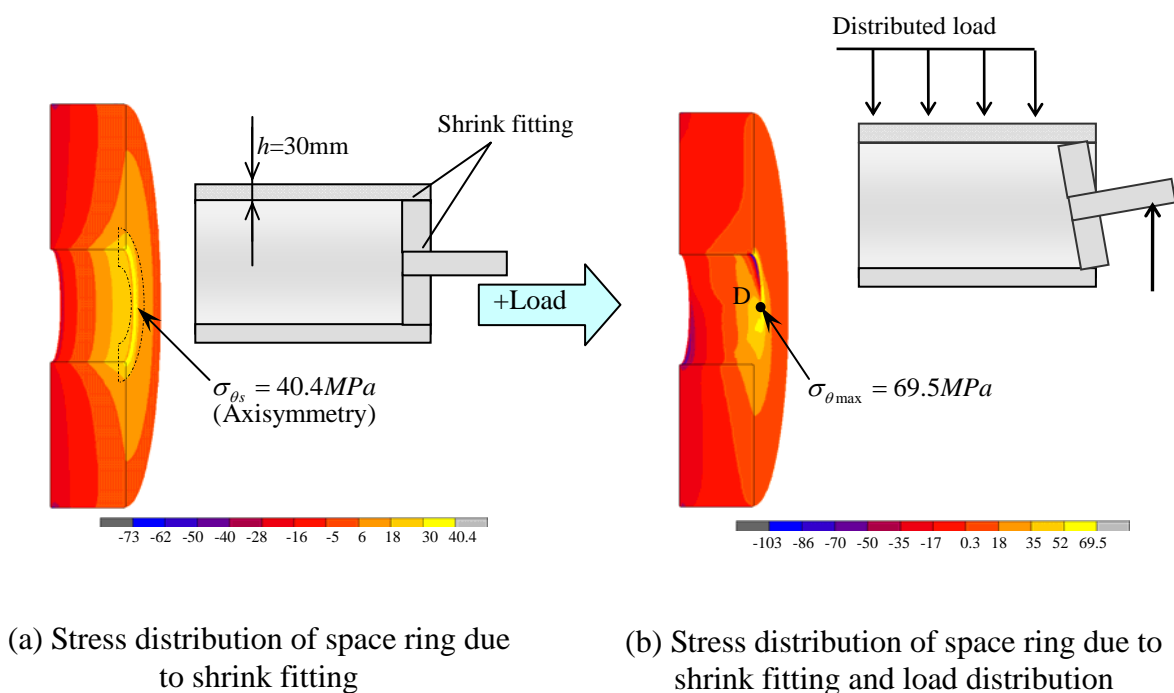 Distributed load
Shrink fitting
h=30mm
+Load
D
σθs = 40.4MPa
(Axisymmetry)
σθmax = 69.5MPa
-73 -62 -50 -40 -28 -16 -5 6 18 30 40.4
-103 -86 -70 -50 -35 -17 0.3 18 35 52 69.5
(a) Stress distribution of space ring due
to shrink fitting
(b) Stress distribution of space ring due to
shrink fitting and load distribution